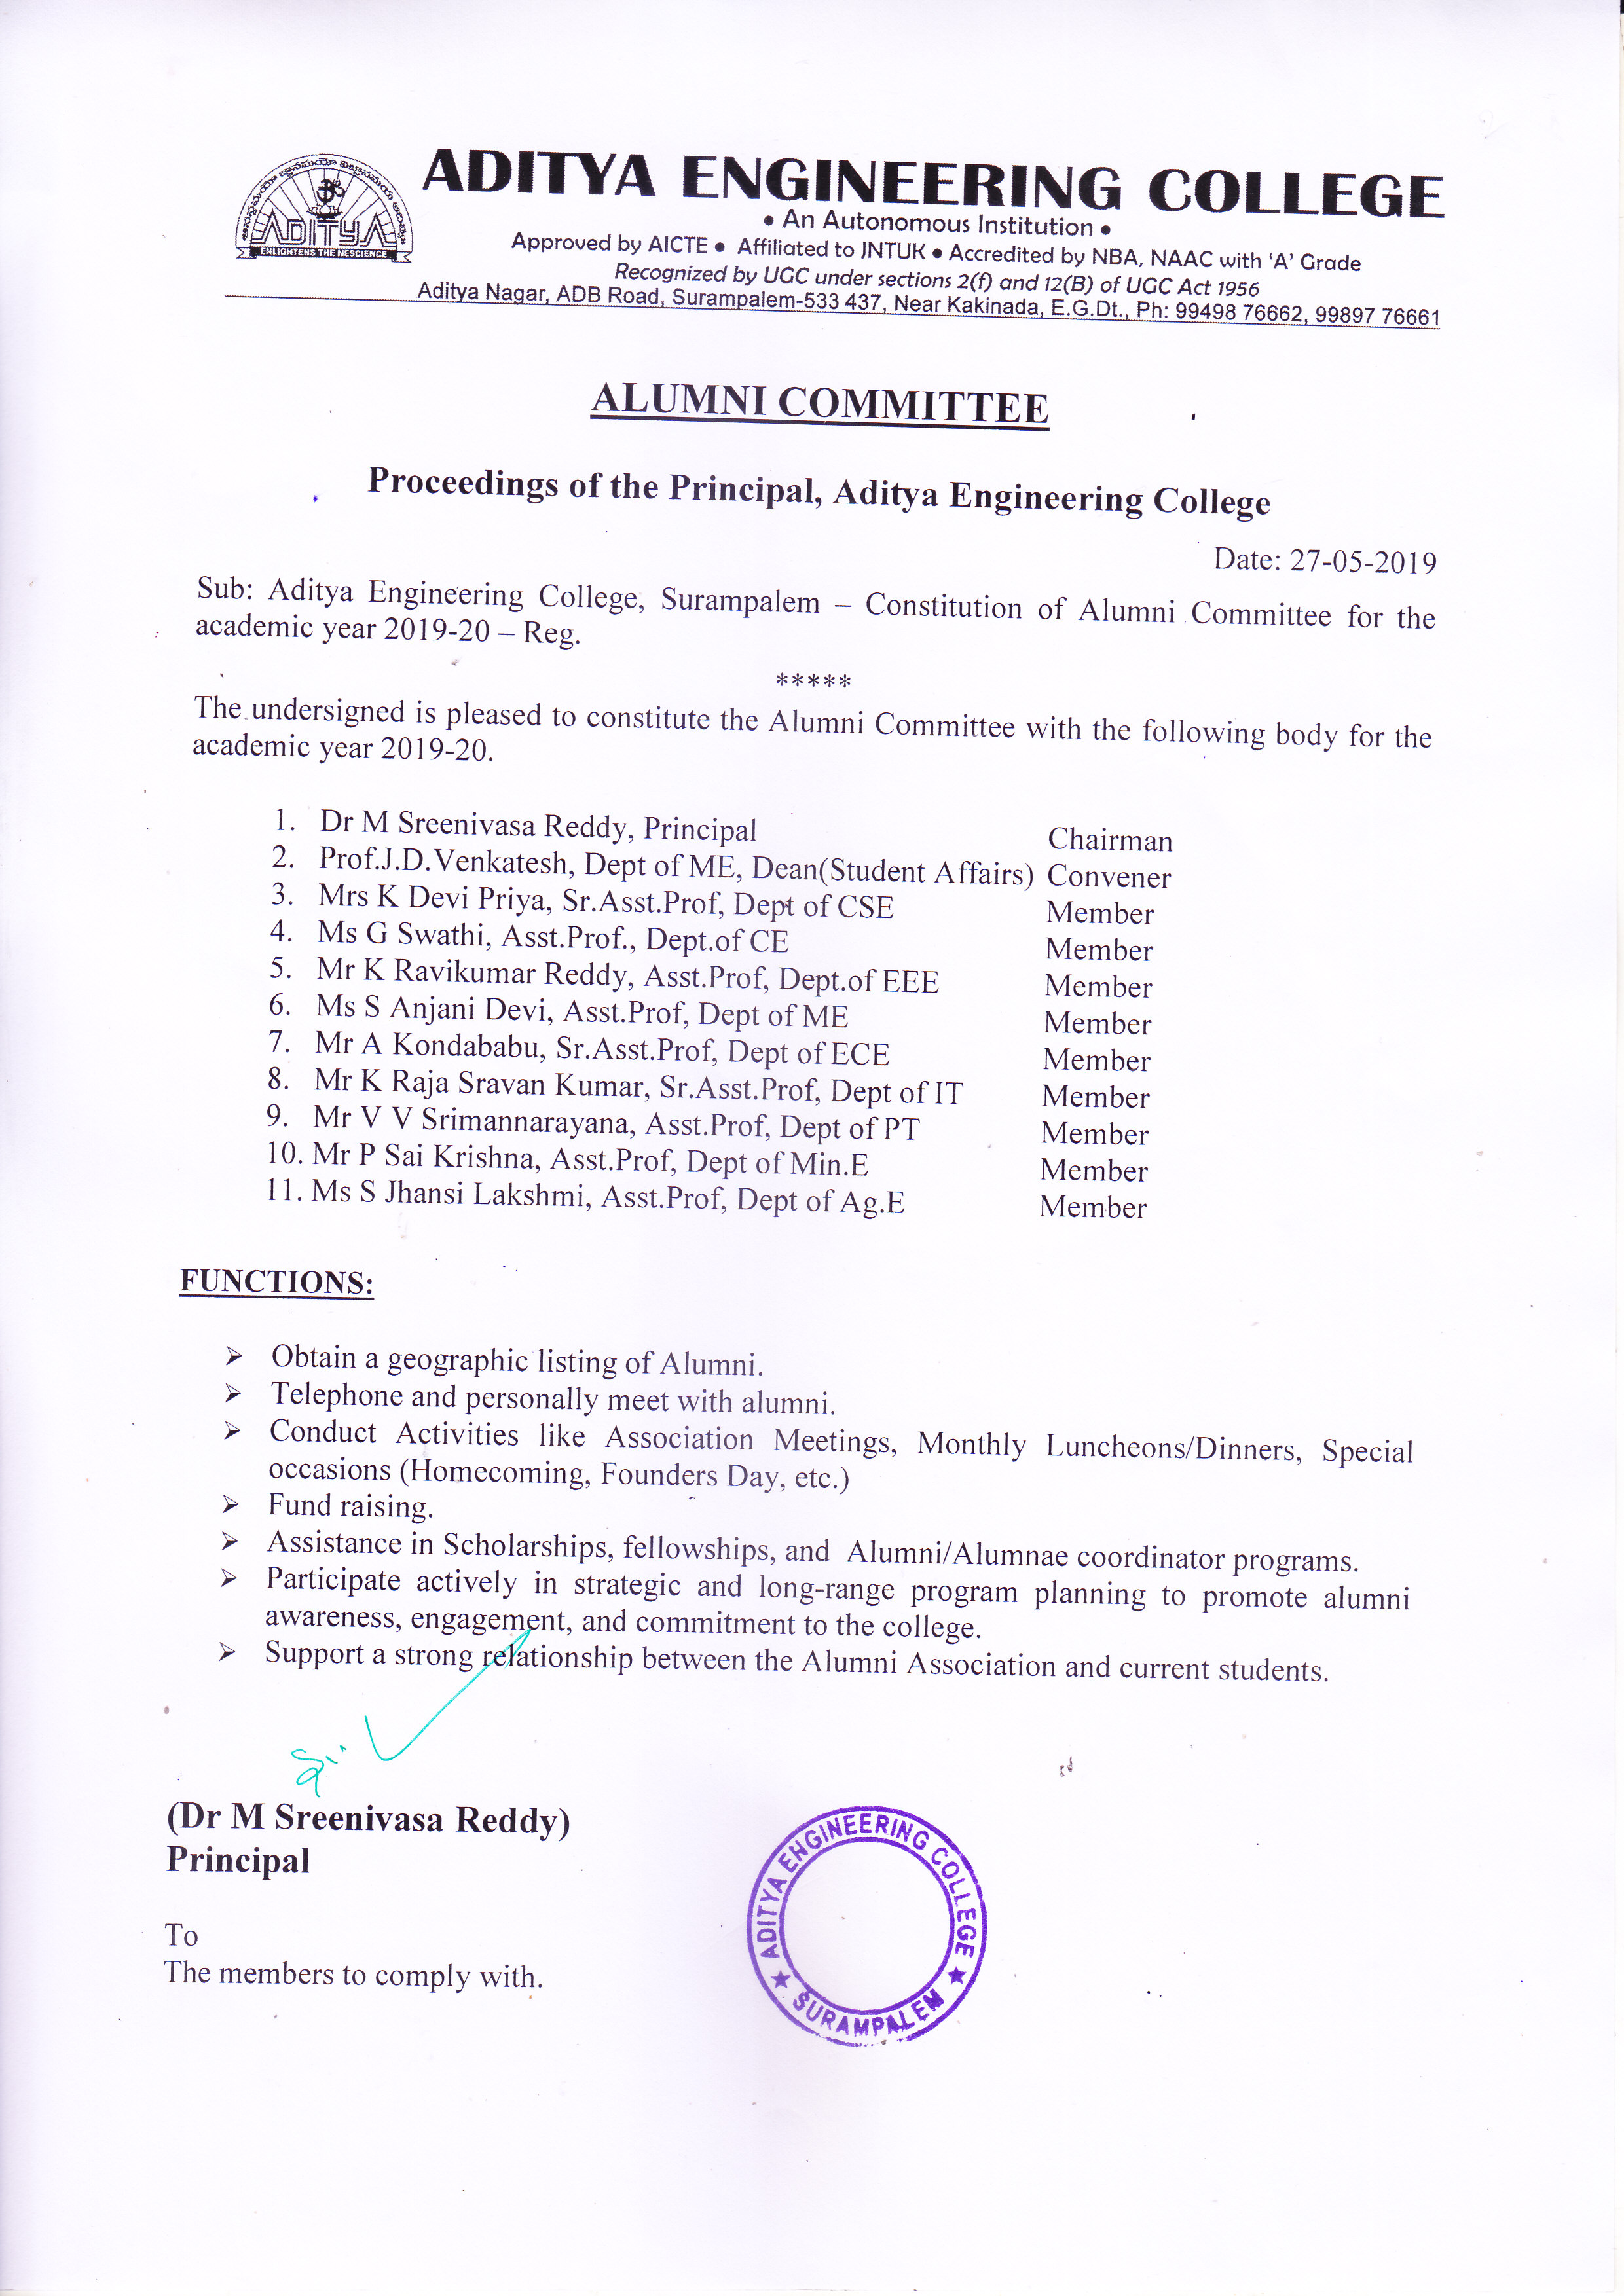 ADITYA ENGINEERING COLLEGE
• An Autonomous Institution •
Approved by AICTE • Affiliated to JNTUK • Accredited by NBA, NAAC with ‘A’ Grade
Recognized by UGC under sections 2(f) and 12(B) of UGC Act 1956
Aditya Nagar, ADB Road, Surampalem-533 437, Near Kakinada, E.G.Dt., Ph: 99498 76662, 99897 76661
ADITYA
ENLIGHTENS THE NESCIENCE
ALUMNI COMMITTEE
Proceedings of the Principal, Aditya Engineering College
Date: 27-05-2019
Sub: Aditya Engineering College, Surampalem – Constitution of Alumni Committee for the
academic year 2019-20 – Reg.
*****
The undersigned is pleased to constitute the Alumni Committee with the following body for the
academic year 2019-20.
1. Dr M Sreenivasa Reddy, Principal Chairman
2. Prof.J.D.Venkatesh, Dept of ME, Dean(Student Affairs) Convener
3. Mrs K Devi Priya, Sr.Asst.Prof, Dept of CSE Member
4. Ms G Swathi, Asst.Prof., Dept.of CE Member
5. Mr K Ravikumar Reddy, Asst.Prof, Dept.of EEE Member
6. Ms S Anjani Devi, Asst.Prof, Dept of ME Member
7. Mr A Kondababu, Sr.Asst.Prof, Dept of ECE Member
8. Mr K Raja Sravan Kumar, Sr.Asst.Prof, Dept of IT Member
9. Mr V V Srimannarayana, Asst.Prof, Dept of PT Member
10. Mr P Sai Krishna, Asst.Prof, Dept of Min.E Member
11. Ms S Jhansi Lakshmi, Asst.Prof, Dept of Ag.E Member
FUNCTIONS:
➢ Obtain a geographic listing of Alumni.
➢ Telephone and personally meet with alumni.
➢ Conduct Activities like Association Meetings, Monthly Luncheons/Dinners, Special
occasions (Homecoming, Founders Day, etc.)
➢ Fund raising.
➢ Assistance in Scholarships, fellowships, and Alumni/Alumnae coordinator programs.
➢ Participate actively in strategic and long-range program planning to promote alumni
awareness, engagement, and commitment to the college.
➢ Support a strong relationship between the Alumni Association and current students.
(Dr M Sreenivasa Reddy)
Principal
To
The members to comply with.
ADITYA ENGINEERING COLLEGE
★ SURAMPALEM ★